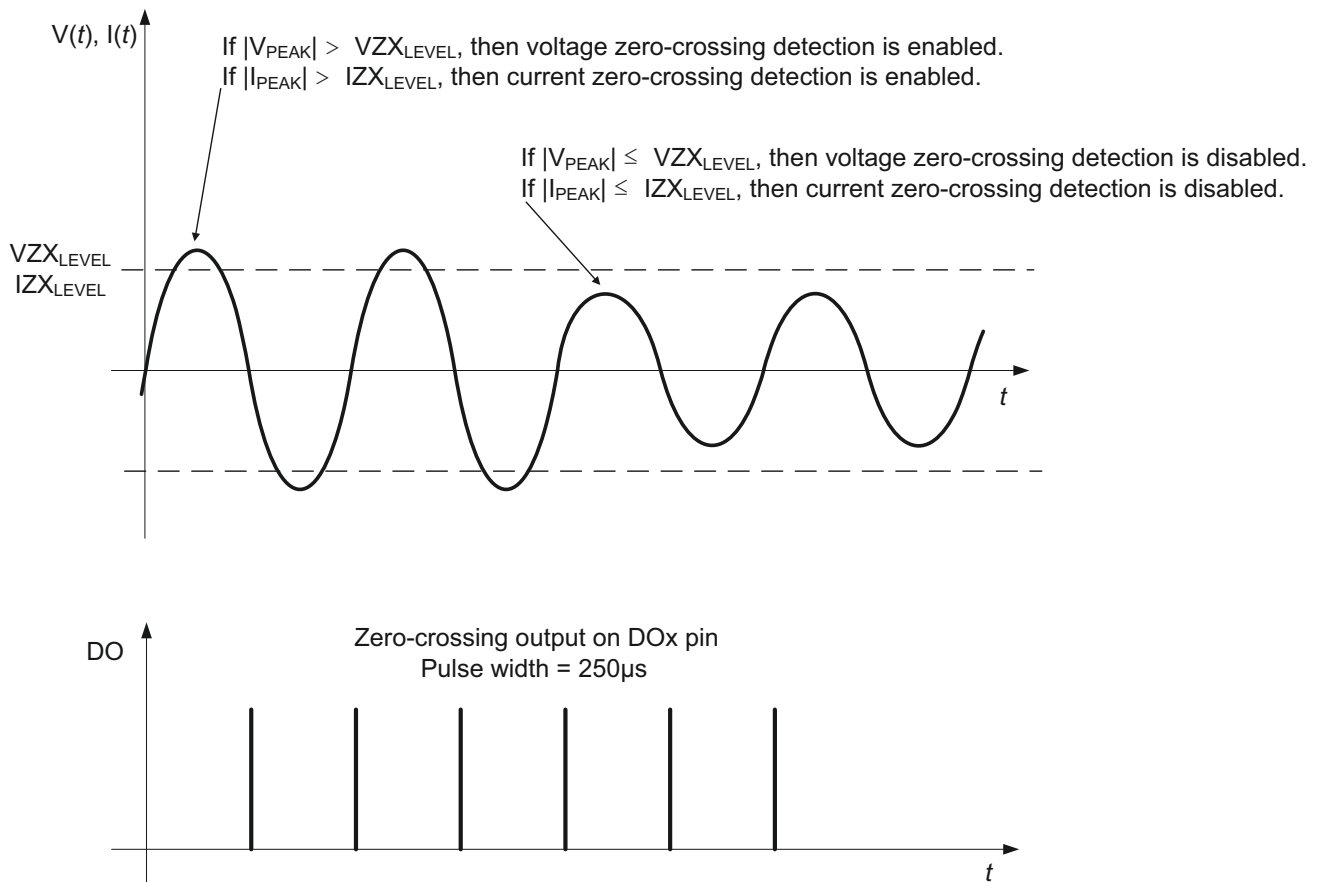 V(t), I(t)
If |VPEAK| > VZXLEVEL, then voltage zero-crossing detection is enabled.
If |IPEAK| > IZXLEVEL, then current zero-crossing detection is enabled.
If |VPEAK| ≤ VZXLEVEL, then voltage zero-crossing detection is disabled.
If |IPEAK| ≤ IZXLEVEL, then current zero-crossing detection is disabled.
VZXLEVEL
IZXLEVEL
t
DO
Zero-crossing output on DOx pin
Pulse width = 250µs
t